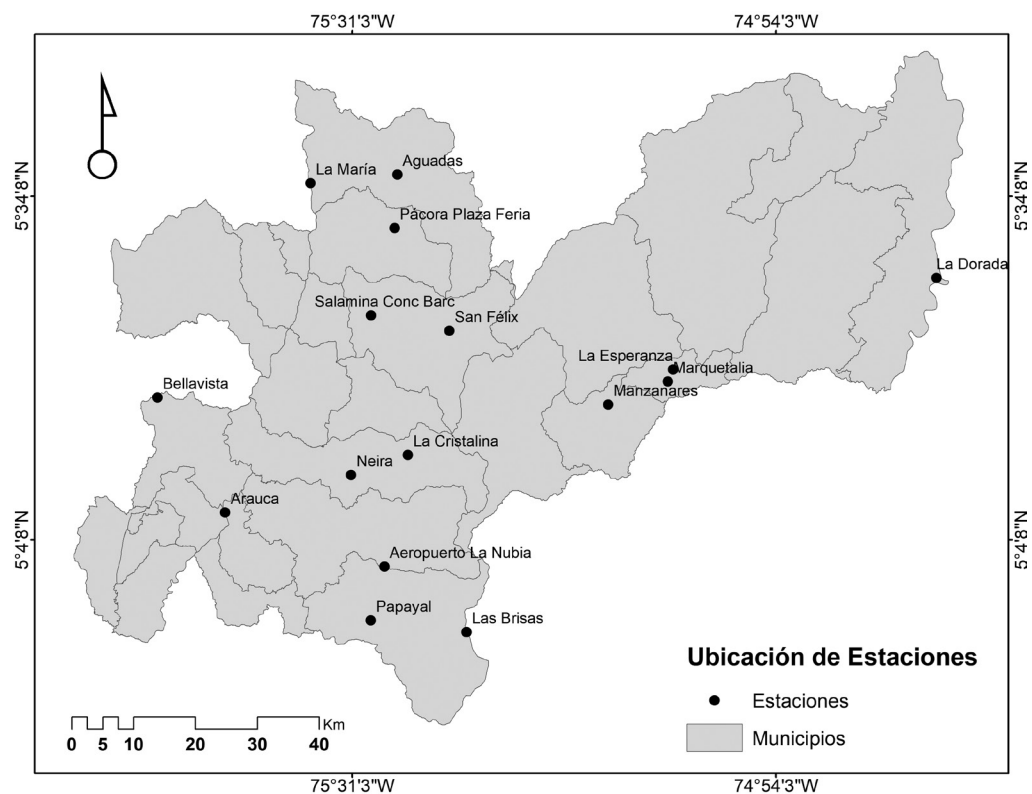 75°31'3"W
74°54'3"W
5°34'8"N
5°34'8"N
La María
Aguadas
Pácora Plaza Feria
La Dorada
Salamina Conc Barc
San Félix
La Esperanza
Marquetalia
Manzanares
Bellavista
La Cristalina
Neira
Arauca
5°4'8"N
5°4'8"N
Aeropuerto La Nubia
Papayal
Las Brisas
Ubicación de Estaciones
Estaciones
Municipios
Km
0 5 10 20 30 40
75°31'3"W
74°54'3"W